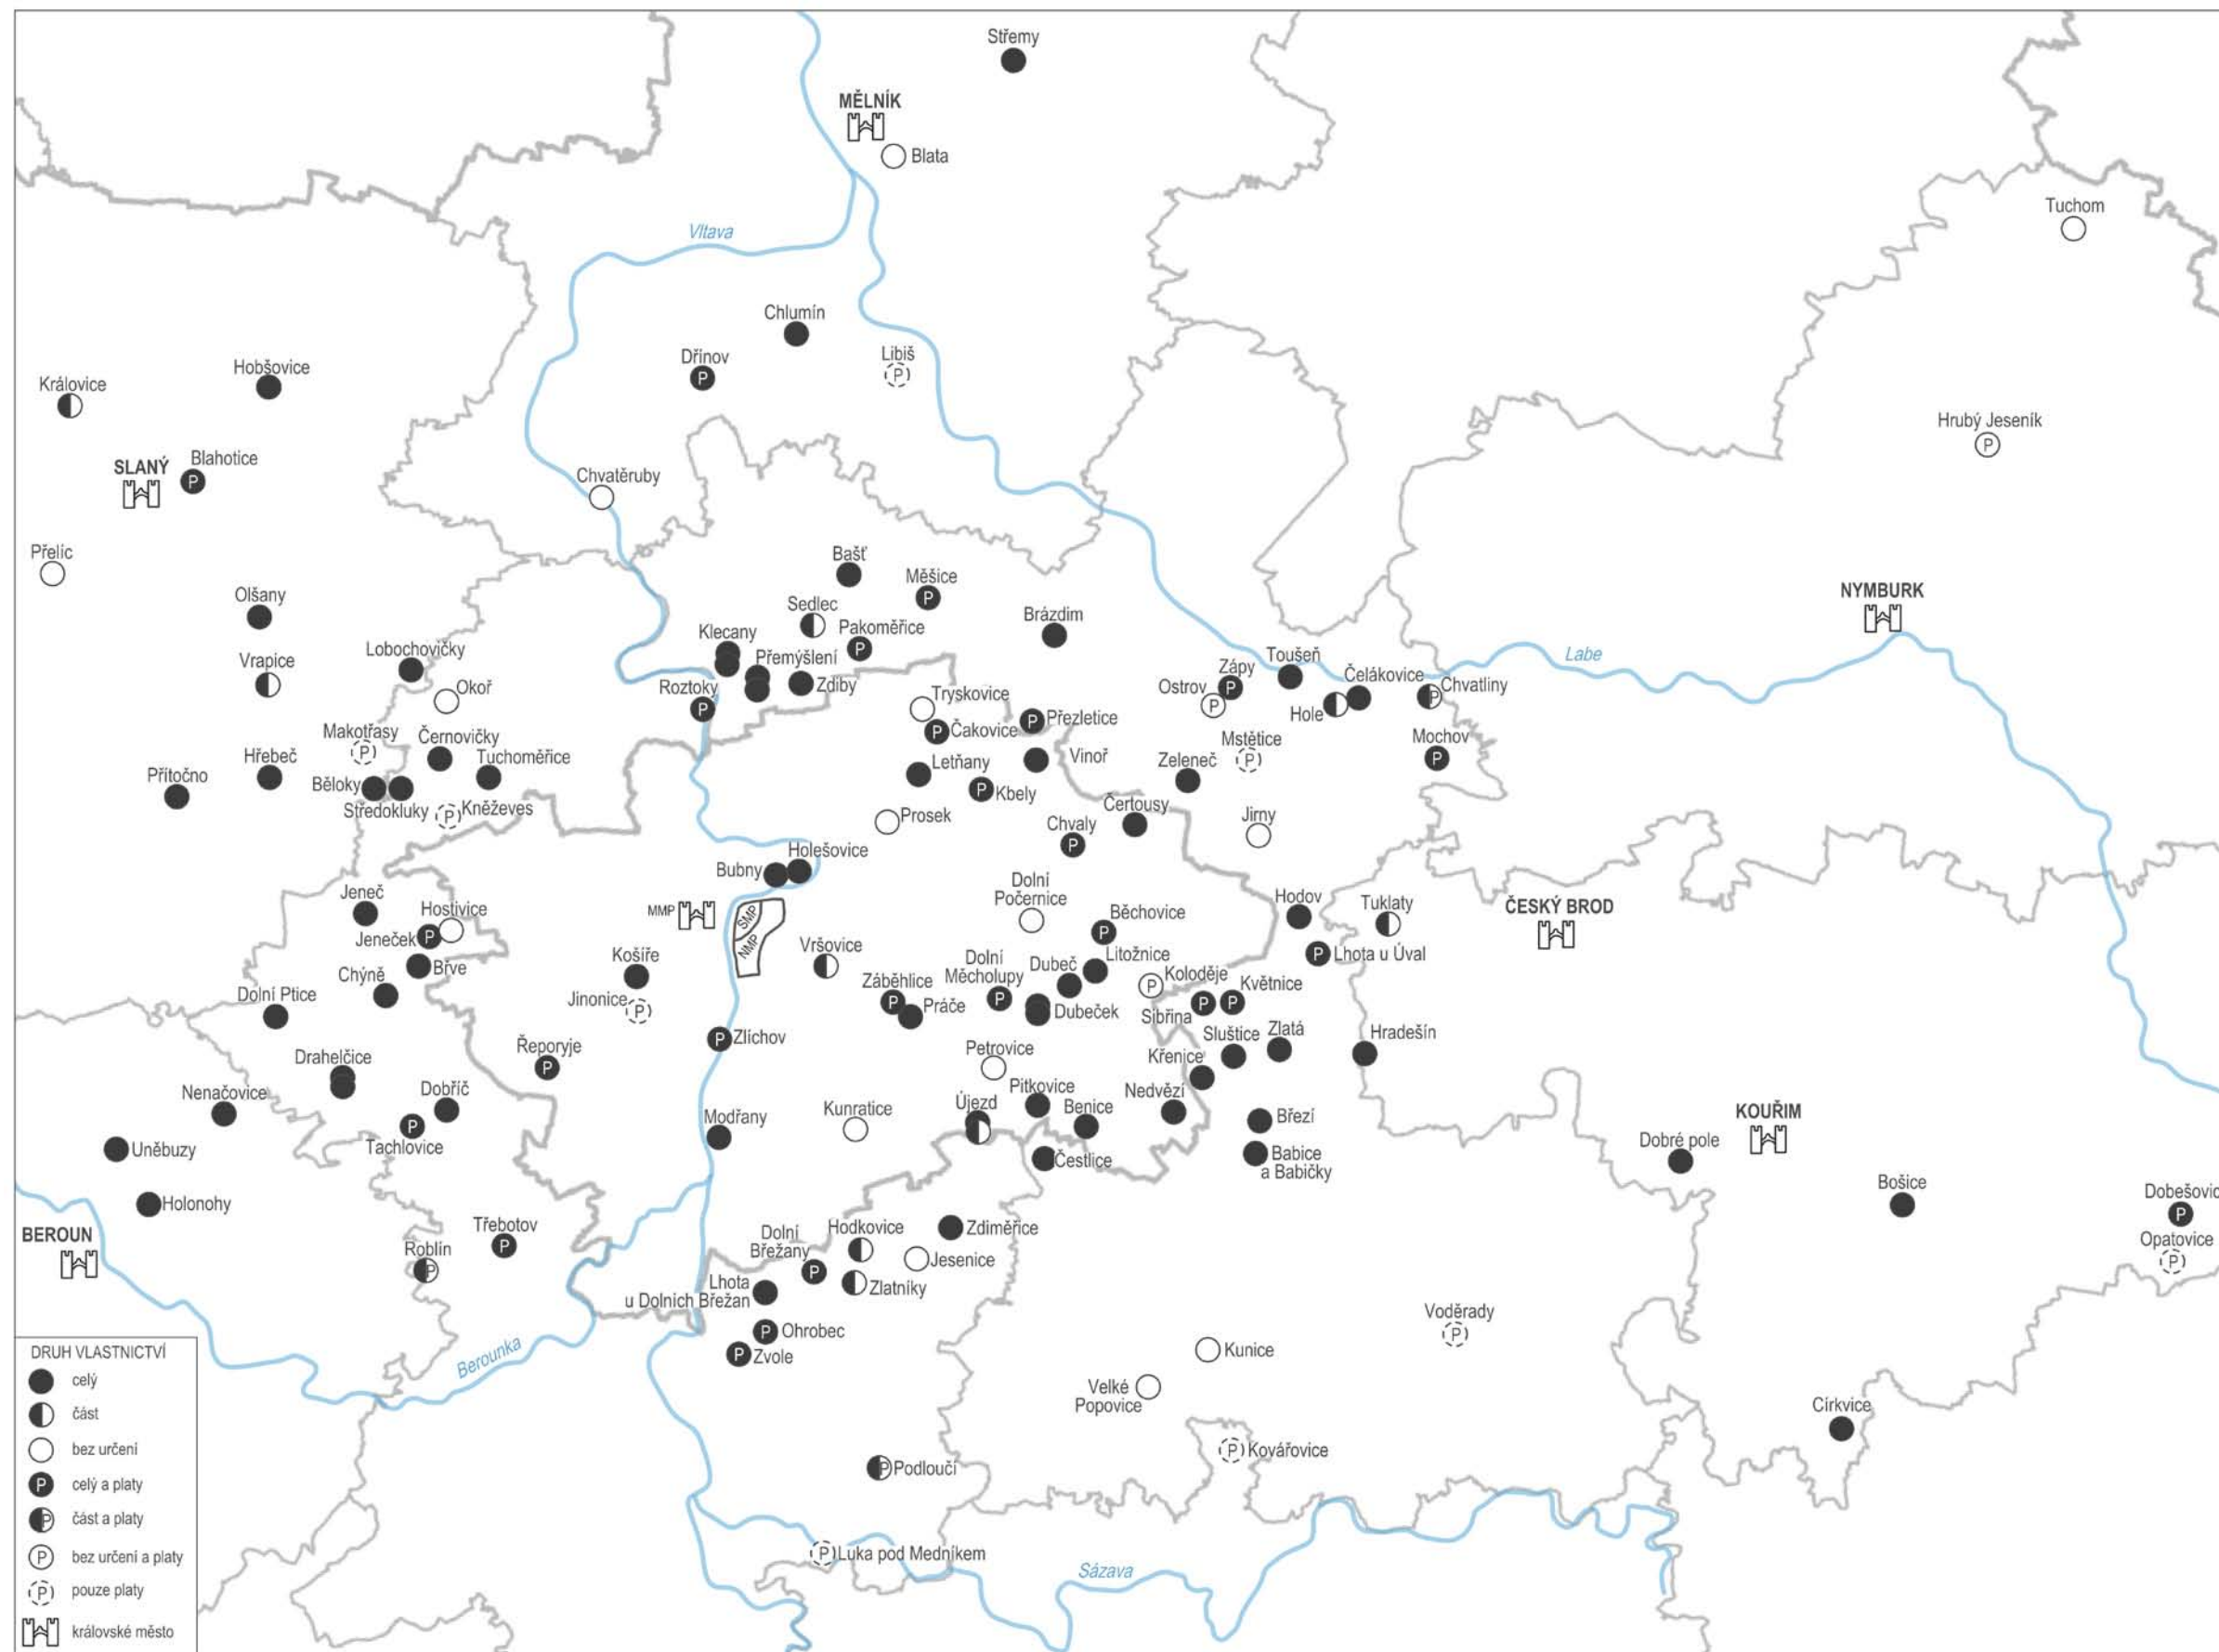 Střemy
MĚLNÍK
Blata
Tuchom
Vltava
Chlumín
Dřínov
Libiš
Hobšovice
Královice
Hrubý Jeseník
Blahotice
SLANÝ
Chvatěruby
Přelíc
Bašť
Měšice
NYMBURK
Olšany
Sedlec
Brázdim
Pakoměřice
Klecany
Lobochovičky
Vrapice
Přemyšlení
Labe
Toušeň
Zápy
Čelákovice
Okoř
Roztoky
Zdiby
Tryskovice
Ostrov
Chvatliny
Hole
Makotřasy
Černovičky
Čakovice
Přezletice
Mstětice
Mochov
Hřebeč
Tuchoměřice
Letňany
Vinoř
Zeleneč
Přítočno
Běloky
Kbely
Středokluky
Kněževes
Prosek
Čertousy
Chvaly
Jirny
Holešovice
Bubny
Dolní
Počernice
Jeneč
Hostivice
MMP
SMP
NMP
Běchovice
Hodov
Tuklaty
ČESKÝ BROD
Jeneček
Vršovice
Košíře
Litožnice
Lhota u Úval
Břve
Dolní
Měcholupy
Dubeč
Koloděje
Květnice
Chýně
Záběhlice
Dolní Ptice
Jinonice
Práče
Dubeček
Sibřina
Sluštice
Zlatá
Hradešín
Zlíchov
Řeporyje
Petrovice
Křenice
Drahelčice
Nenačovice
Dobříč
Pitkovice
Nedvězí
Újezd
Benice
Kunratice
Modřany
Březí
KOUŘIM
Tachlovice
Uněbuzy
Dobré pole
Čestlice
Babice
a Babičky
Bošice
Dobešovic
Holonohy
BEROUN
Třebotov
Roblín
Dolní
Břežany
Hodkovice
Zdiměřice
Jesenice
Opatovice
Lhota
u Dolních Břežan
Zlatníky
Voděrady
Ohrobec
Zvole
Berounka
Kunice
Velké
Popovice
Církvice
Kovářovice
Podloučí
Luka pod Medníkem
Sázava
DRUH VLASTNICTVÍ
celý
část
bez určení
P celý a platy
P část a platy
P bez určení a platy
P pouze platy
královské město